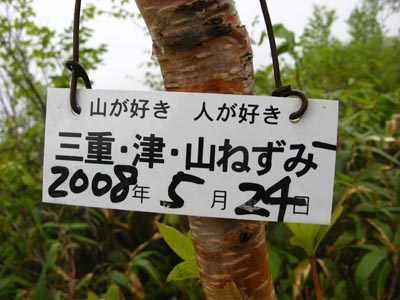 山が好き 人が好き
三重・津・山ねずみ
2008年 5月 24日